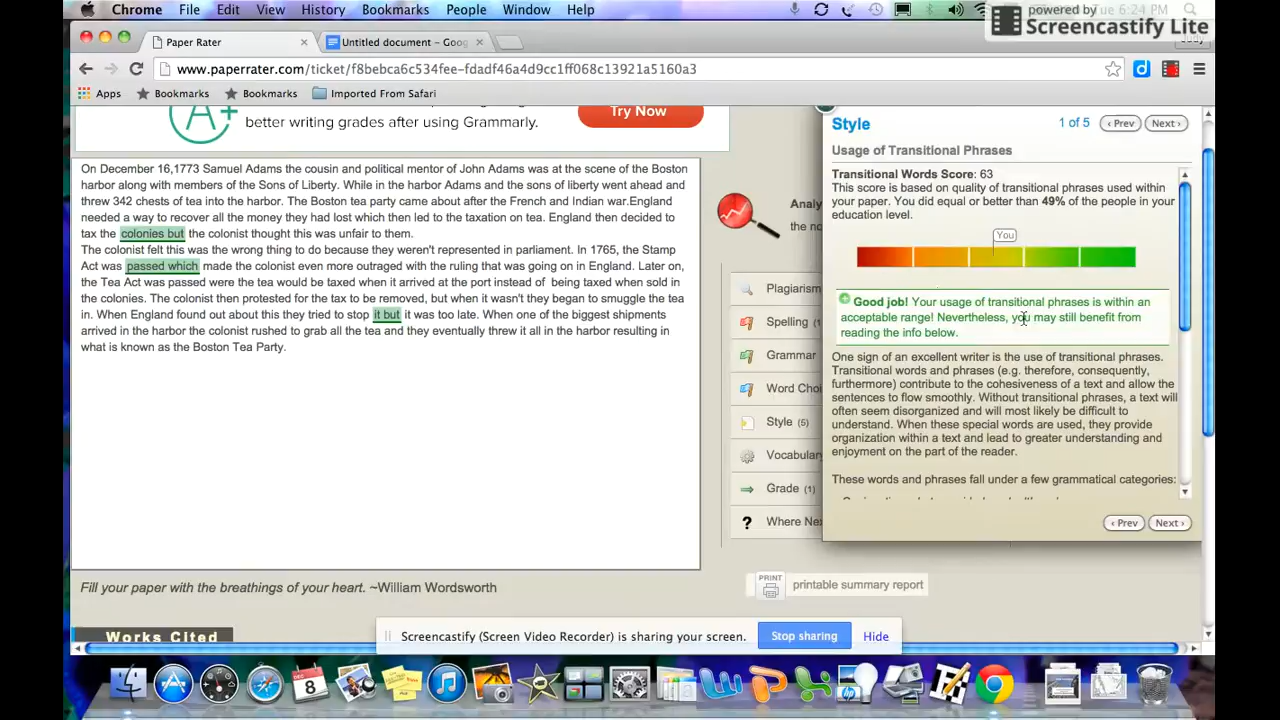 Chrome File Edit View History Bookmarks People Window Help
Tue 6:24 PM
powered by
Screencastify Lite
Paper Rater
Untitled document – Goog
www.paperrater.com/ticket/f8bebca6c534fee-fdadf46a4d9cc1ff068c13921a5160a3
Apps Bookmarks Bookmarks Imported From Safari
A+
better writing grades after using Grammarly.
Try Now
On December 16,1773 Samuel Adams the cousin and political mentor of John Adams was at the scene of the Boston
harbor along with members of the Sons of Liberty. While in the harbor Adams and the sons of liberty went ahead and
threw 342 chests of tea into the harbor. The Boston tea party came about after the French and Indian war.England
needed a way to recover all the money they had lost which then led to the taxation on tea. England then decided to
tax the colonies but the colonist thought this was unfair to them.
The colonist felt this was the wrong thing to do because they weren't represented in parliament. In 1765, the Stamp
Act was passed which made the colonist even more outraged with the ruling that was going on in England. Later on,
the Tea Act was passed were the tea would be taxed when it arrived at the port instead of being taxed when sold in
the colonies. The colonist then protested for the tax to be removed, but when it wasn't they began to smuggle the tea
in. When England found out about this they tried to stop it but it was too late. When one of the biggest shipments
arrived in the harbor the colonist rushed to grab all the tea and they eventually threw it all in the harbor resulting in
what is known as the Boston Tea Party.
Fill your paper with the breathings of your heart. ~William Wordsworth
Works Cited
Analy
the no
Plagiarism
Spelling (1
Grammar
Word Choi
Style (5)
Vocabulary
Grade (1)
Where Nex
PRINT
printable summary report
Style
1 of 5 ‹ Prev Next ›
Usage of Transitional Phrases
Transitional Words Score: 63
This score is based on quality of transitional phrases used within
your paper. You did equal or better than 49% of the people in your
education level.
You
Good job! Your usage of transitional phrases is within an
acceptable range! Nevertheless, you may still benefit from
reading the info below.
One sign of an excellent writer is the use of transitional phrases.
Transitional words and phrases (e.g. therefore, consequently,
furthermore) contribute to the cohesiveness of a text and allow the
sentences to flow smoothly. Without transitional phrases, a text will
often seem disorganized and will most likely be difficult to
understand. When these special words are used, they provide
organization within a text and lead to greater understanding and
enjoyment on the part of the reader.
These words and phrases fall under a few grammatical categories:
‹ Prev Next ›
Screencastify (Screen Video Recorder) is sharing your screen.
Stop sharing
Hide
DEC
8